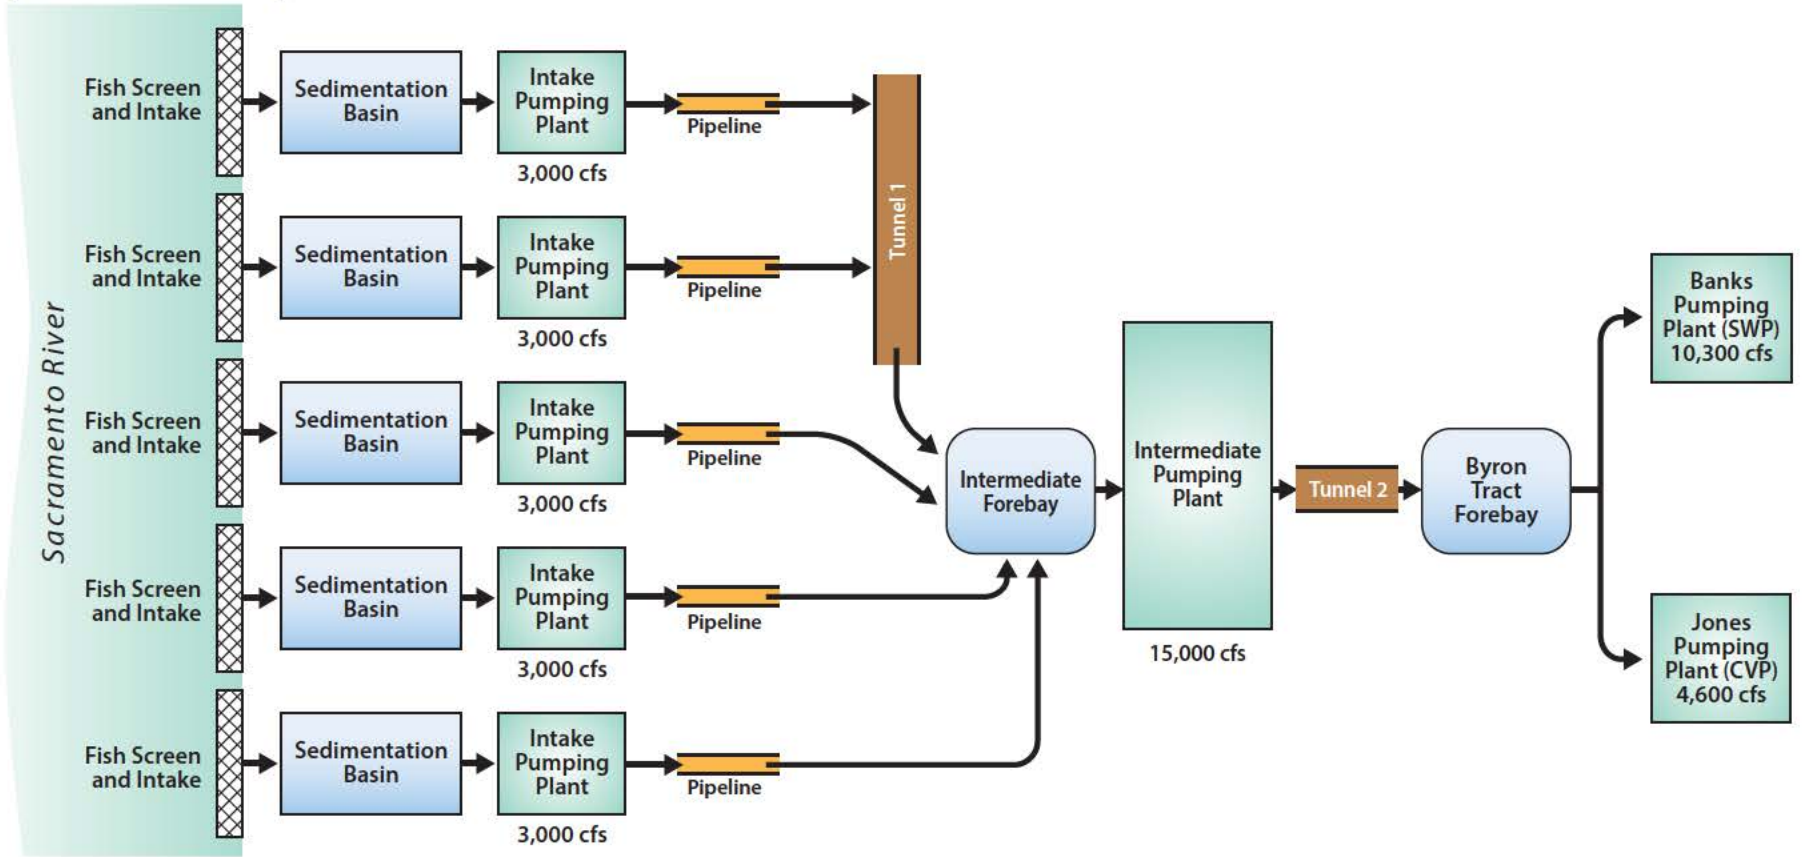 Sacramento River
Fish Screen
and Intake
Sedimentation
Basin
Intake
Pumping
Plant
3,000 cfs
Pipeline
Tunnel 1
Fish Screen
and Intake
Sedimentation
Basin
Intake
Pumping
Plant
3,000 cfs
Pipeline
Fish Screen
and Intake
Sedimentation
Basin
Intake
Pumping
Plant
3,000 cfs
Pipeline
Fish Screen
and Intake
Sedimentation
Basin
Intake
Pumping
Plant
3,000 cfs
Pipeline
Fish Screen
and Intake
Sedimentation
Basin
Intake
Pumping
Plant
3,000 cfs
Pipeline
Intermediate
Forebay
Intermediate
Pumping
Plant
15,000 cfs
Tunnel 2
Byron
Tract
Forebay
Banks
Pumping
Plant (SWP)
10,300 cfs
Jones
Pumping
Plant (CVP)
4,600 cfs